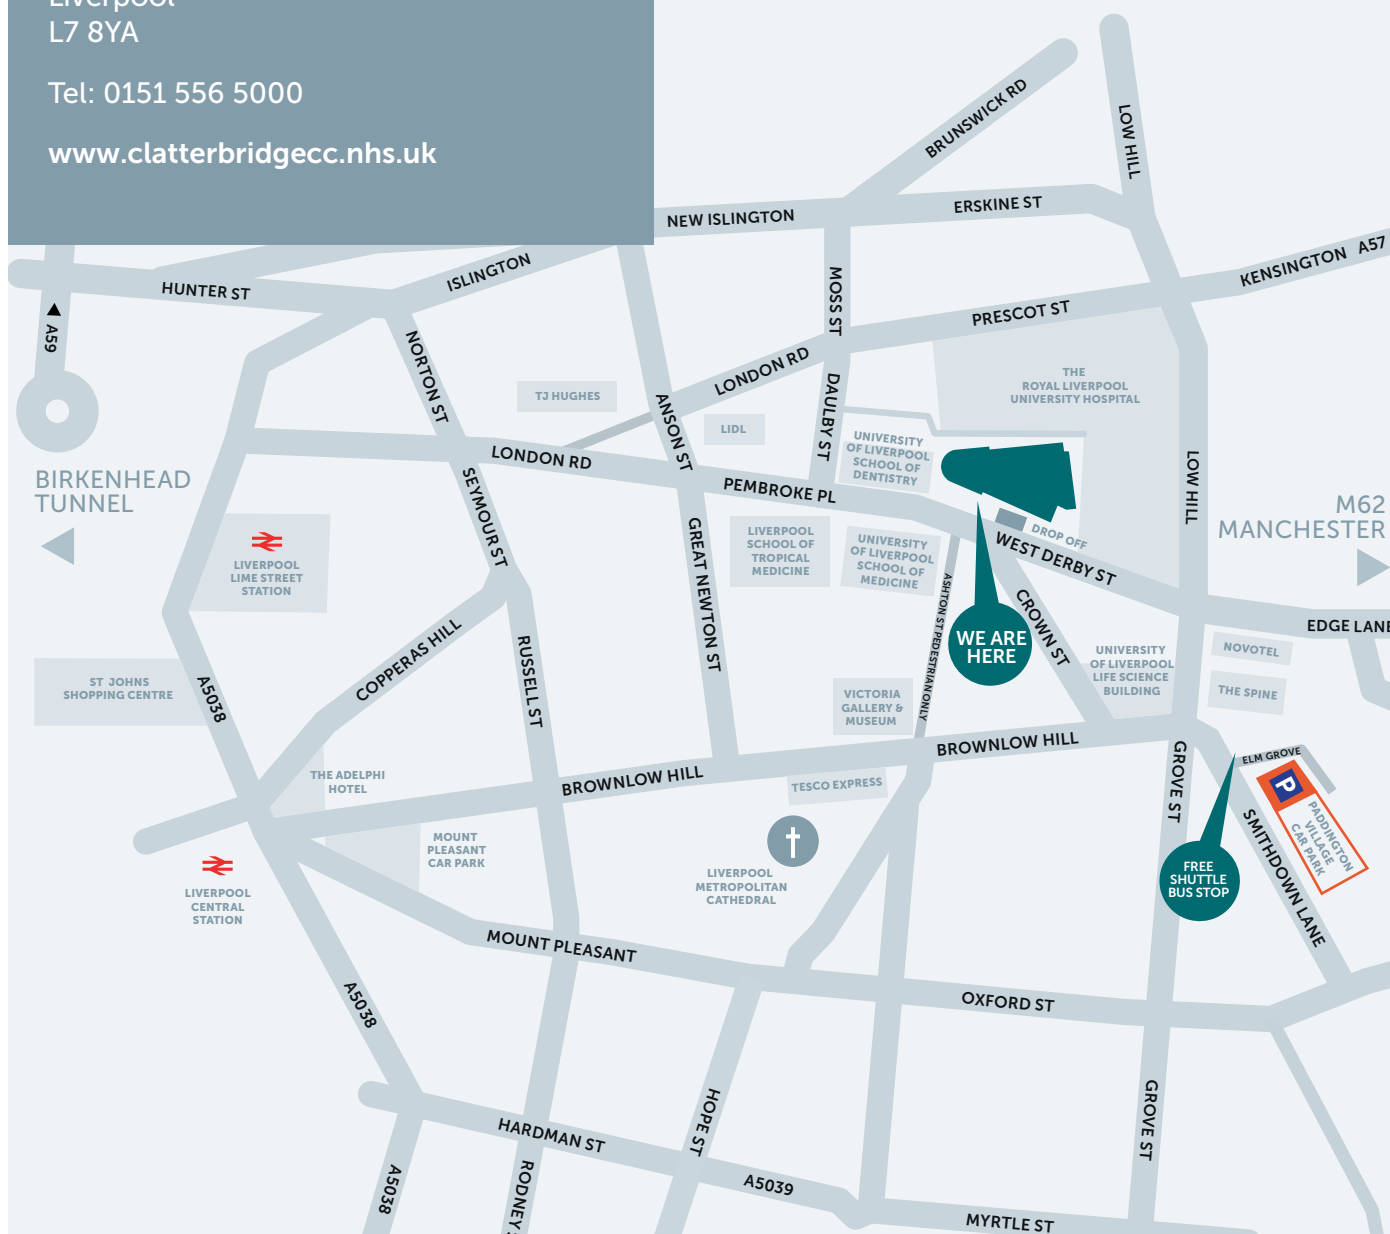 Liverpool
L7 8YA
Tel: 0151 556 5000
www.clatterbridgecc.nhs.uk
BRUNSWICK RD
LOW HILL
NEW ISLINGTON
ERSKINE ST
KENSINGTON A57
ISLINGTON
HUNTER ST
A59
MOSS ST
PRESCOT ST
NORTON ST
LONDON RD
TJ HUGHES
ANSON ST
LIDL
DAULBY ST
THE
ROYAL LIVERPOOL
UNIVERSITY HOSPITAL
UNIVERSITY
OF LIVERPOOL
SCHOOL OF
DENTISTRY
LONDON RD
BIRKENHEAD
TUNNEL
SEYMOUR ST
PEMBROKE PL
LOW HILL
M62
MANCHESTER
LIVERPOOL
LIME STREET
STATION
GREAT NEWTON ST
LIVERPOOL
SCHOOL OF
TROPICAL
MEDICINE
UNIVERSITY
OF LIVERPOOL
SCHOOL OF
MEDICINE
DROP OFF
WEST DERBY ST
ASHTON ST PEDESTRIAN ONLY
WE ARE
HERE
CROWN ST
EDGE LANE
COPPERAS HILL
RUSSELL ST
UNIVERSITY
OF LIVERPOOL
LIFE SCIENCE
BUILDING
NOVOTEL
THE SPINE
ST JOHNS
SHOPPING CENTRE
A5038
VICTORIA
GALLERY &
MUSEUM
BROWNLOW HILL
GROVE ST
ELM GROVE
THE ADELPHI
HOTEL
BROWNLOW HILL
TESCO EXPRESS
P
PADDINGTON
VILLAGE
CAR PARK
SMITHDOWN LANE
MOUNT
PLEASANT
CAR PARK
LIVERPOOL
METROPOLITAN
CATHEDRAL
FREE
SHUTTLE
BUS STOP
LIVERPOOL
CENTRAL
STATION
MOUNT PLEASANT
A5038
OXFORD ST
HOPE ST
GROVE ST
HARDMAN ST
A5038
RODNEY
A5039
MYRTLE ST